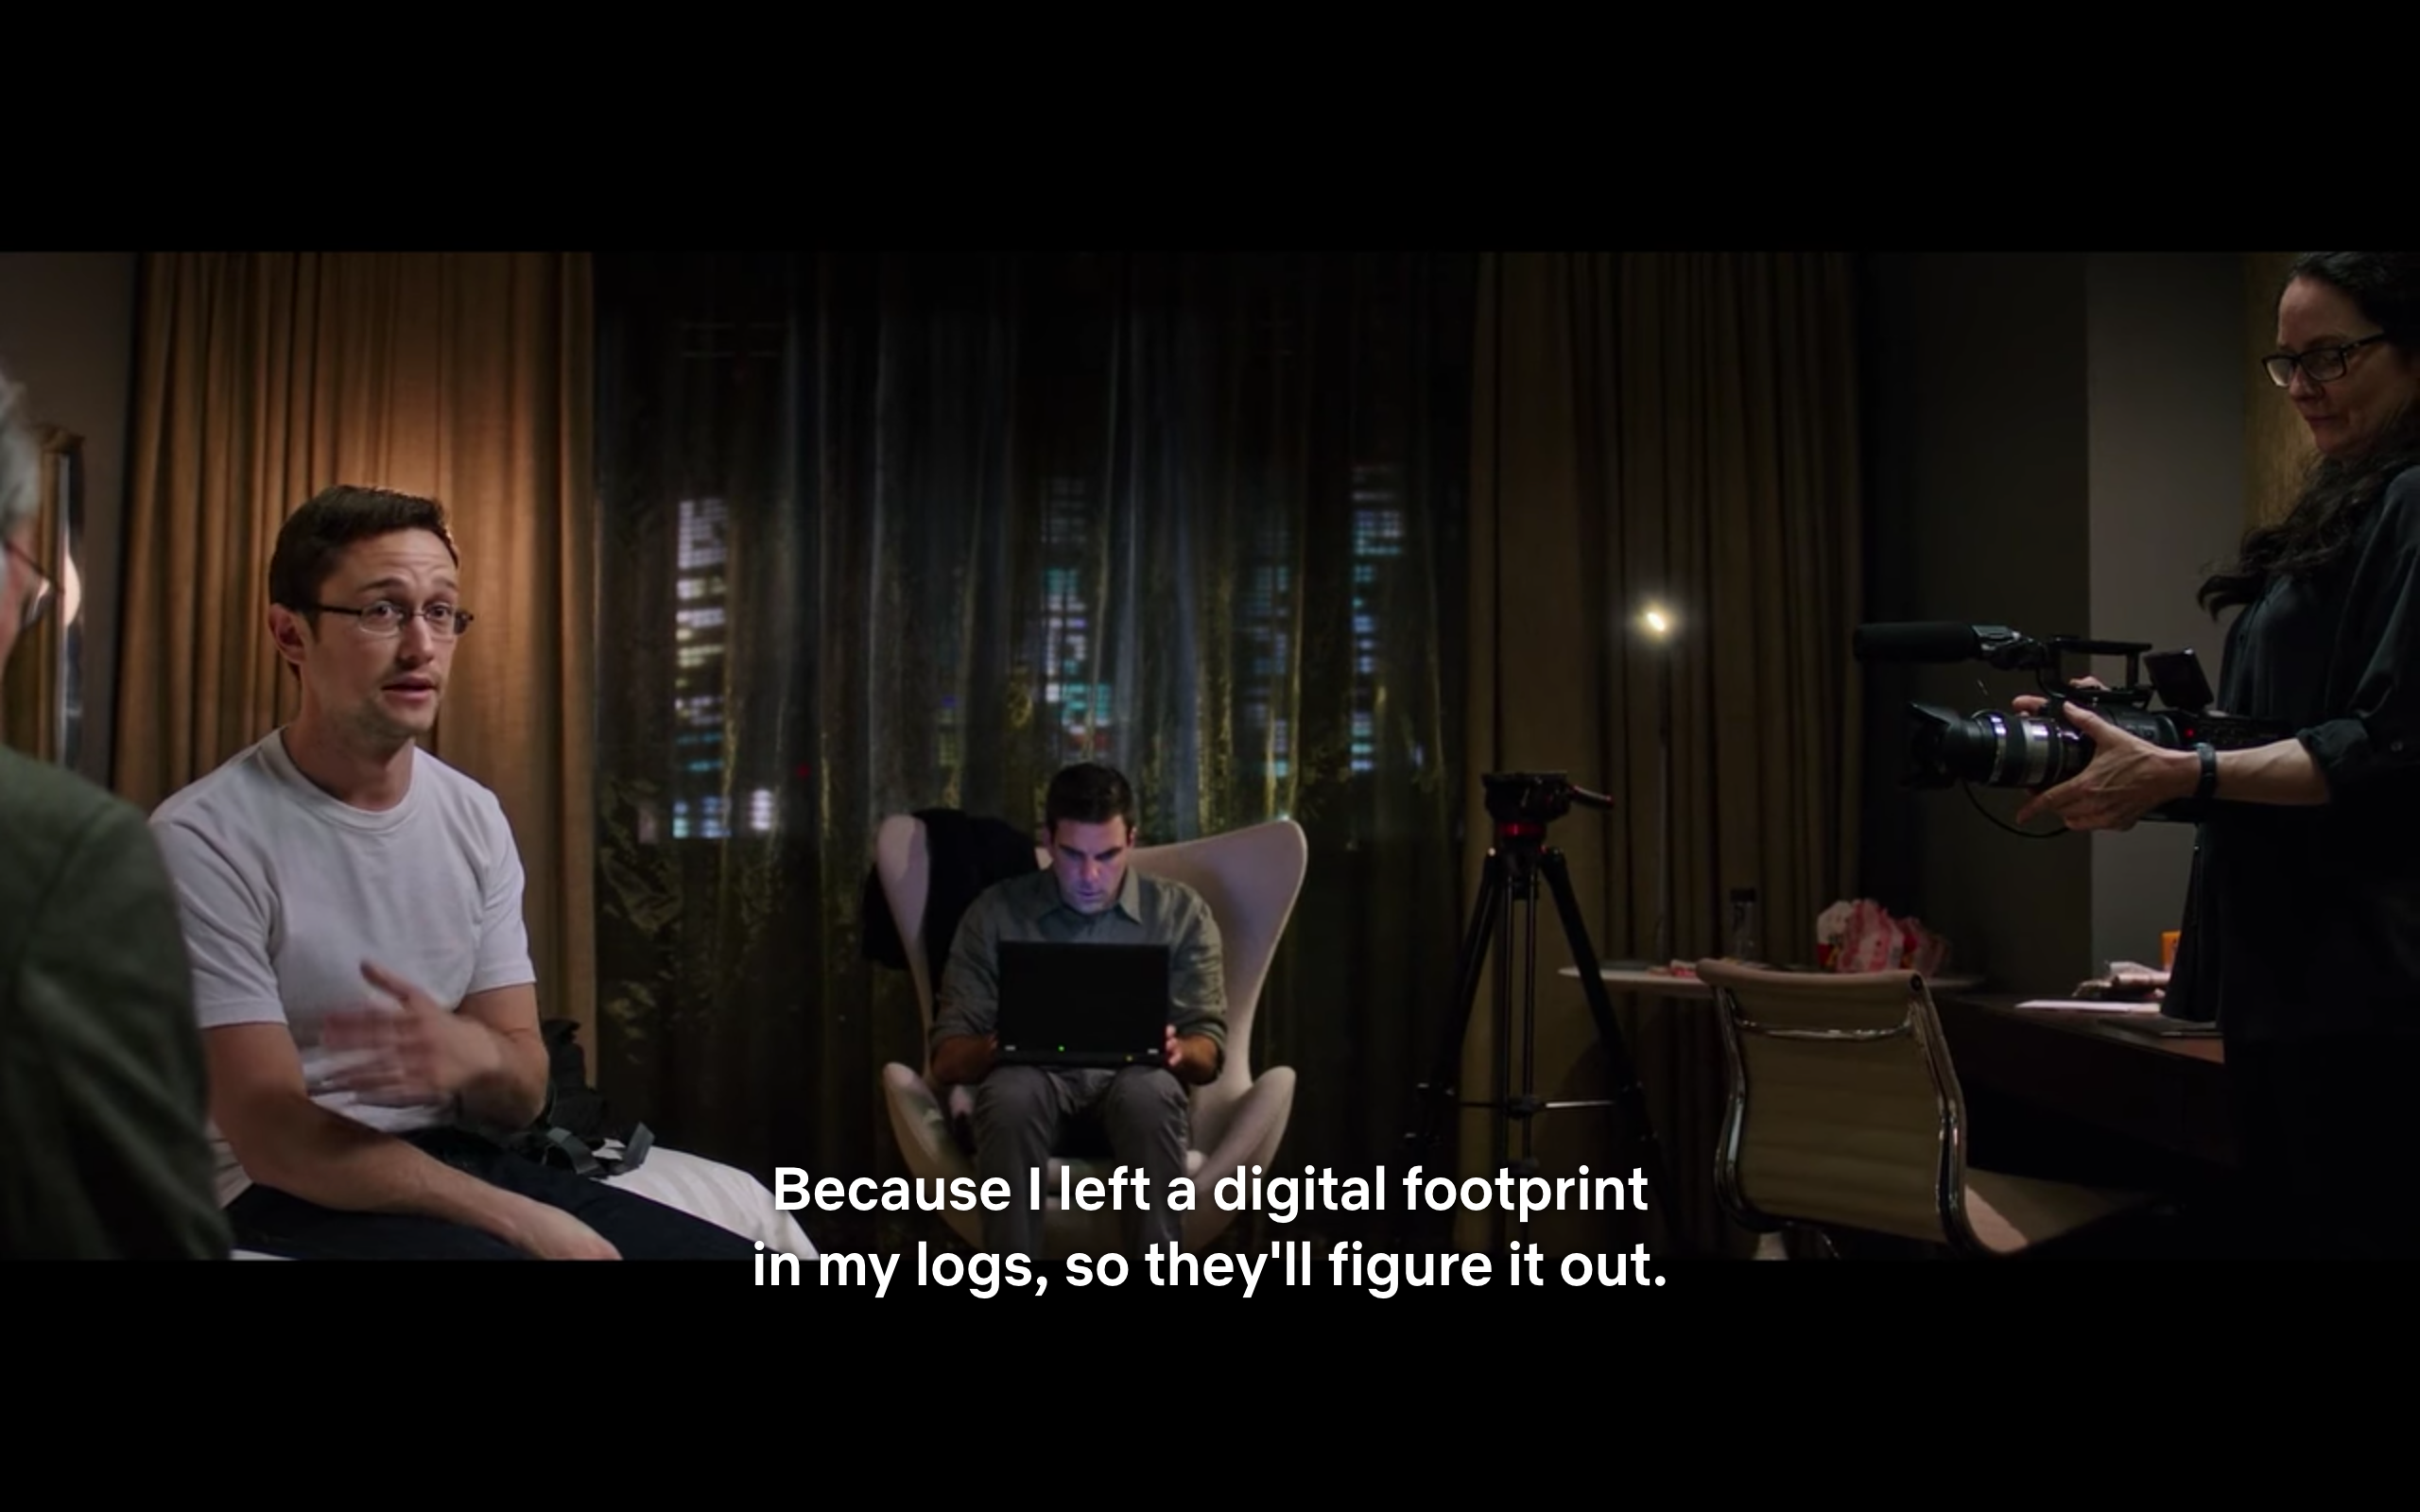 Because I left a digital footprint
in my logs, so they'll figure it out.